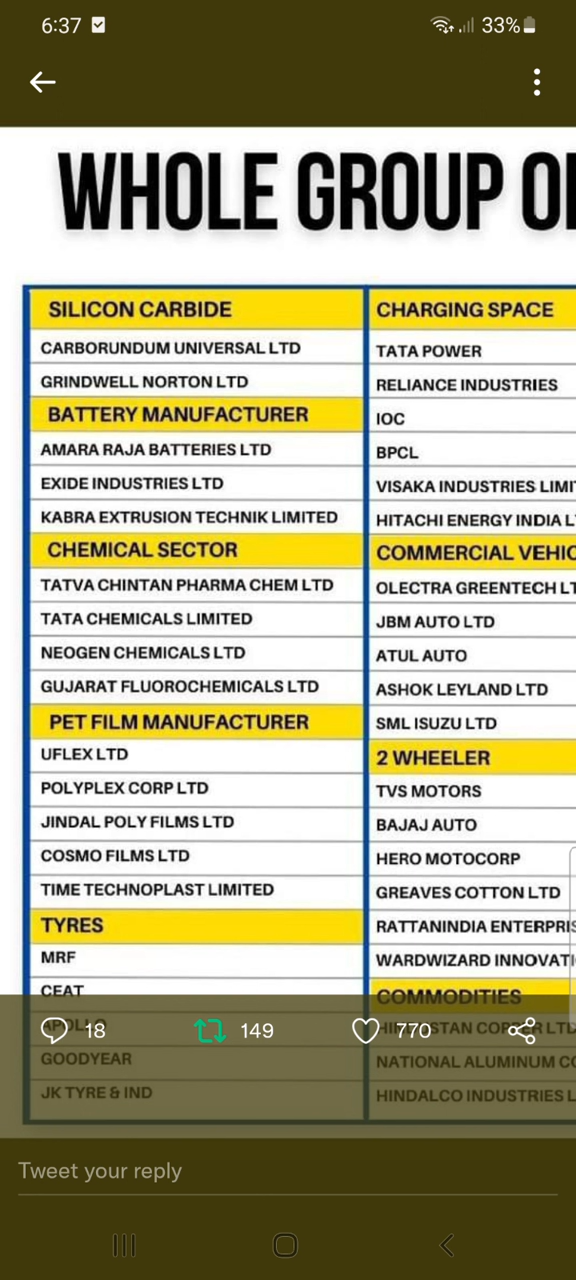 6:37
33%
WHOLE GROUP O
SILICON CARBIDE
CARBORUNDUM UNIVERSAL LTD
GRINDWELL NORTON LTD
BATTERY MANUFACTURER
AMARA RAJA BATTERIES LTD
EXIDE INDUSTRIES LTD
KABRA EXTRUSION TECHNIK LIMITED
CHEMICAL SECTOR
TATVA CHINTAN PHARMA CHEM LTD
TATA CHEMICALS LIMITED
NEOGEN CHEMICALS LTD
GUJARAT FLUOROCHEMICALS LTD
PET FILM MANUFACTURER
UFLEX LTD
POLYPLEX CORP LTD
JINDAL POLY FILMS LTD
COSMO FILMS LTD
TIME TECHNOPLAST LIMITED
TYRES
MRF
CEAT
APOLLO
GOODYEAR
JK TYRE & IND
CHARGING SPACE
TATA POWER
RELIANCE INDUSTRIES
IOC
BPCL
VISAKA INDUSTRIES LIMI
HITACHI ENERGY INDIA L
COMMERCIAL VEHIC
OLECTRA GREENTECH LT
JBM AUTO LTD
ATUL AUTO
ASHOK LEYLAND LTD
SML ISUZU LTD
2 WHEELER
TVS MOTORS
BAJAJ AUTO
HERO MOTOCORP
GREAVES COTTON LTD
RATTANINDIA ENTERPRIS
WARDWIZARD INNOVATI
COMMODITIES
HINDUSTAN COPPER LTD
NATIONAL ALUMINUM CO
HINDALCO INDUSTRIES L
18
149
770
Tweet your reply